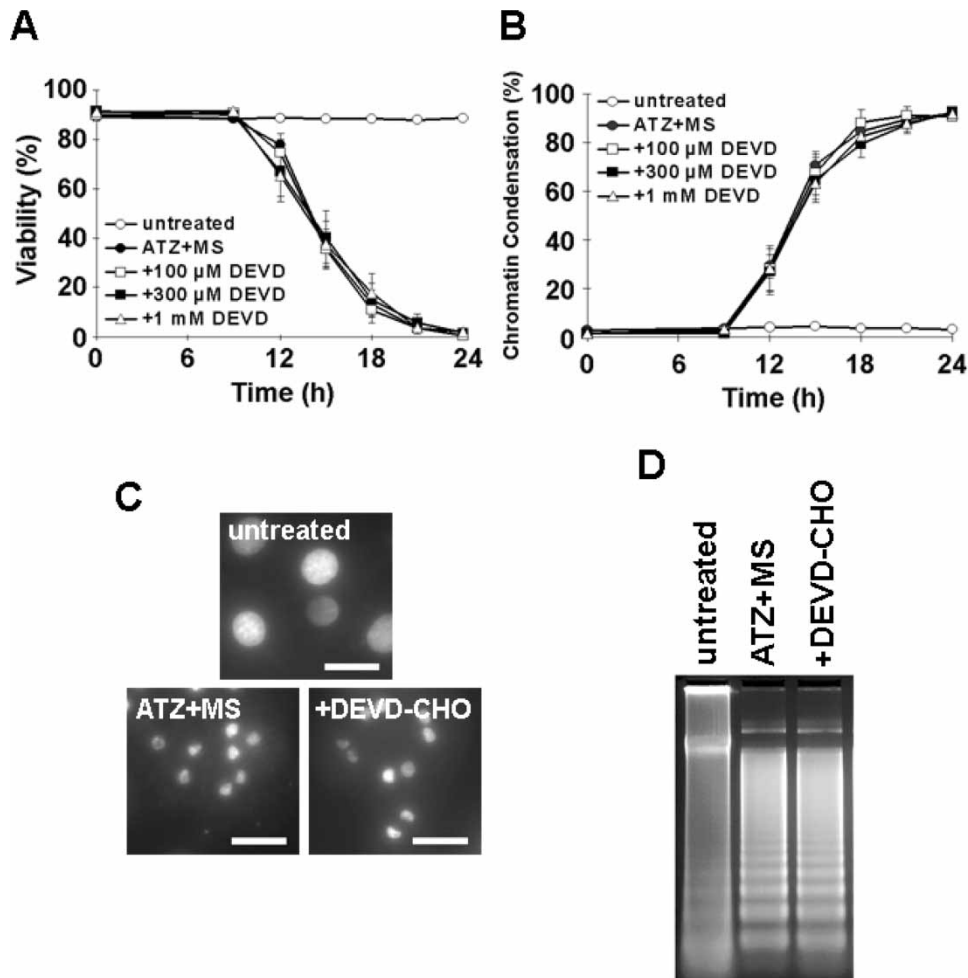 A
Viability (%)
100
80
60
40
20
0
untreated
ATZ+MS
+100 µM DEVD
+300 µM DEVD
+1 mM DEVD
0 6 12 18 24
Time (h)
B
Chromatin Condensation (%)
100
80
60
40
20
0
untreated
ATZ+MS
+100 µM DEVD
+300 µM DEVD
+1 mM DEVD
0 6 12 18 24
Time (h)
C
untreated
ATZ+MS
+DEVD-CHO
D
untreated
ATZ+MS
+DEVD-CHO